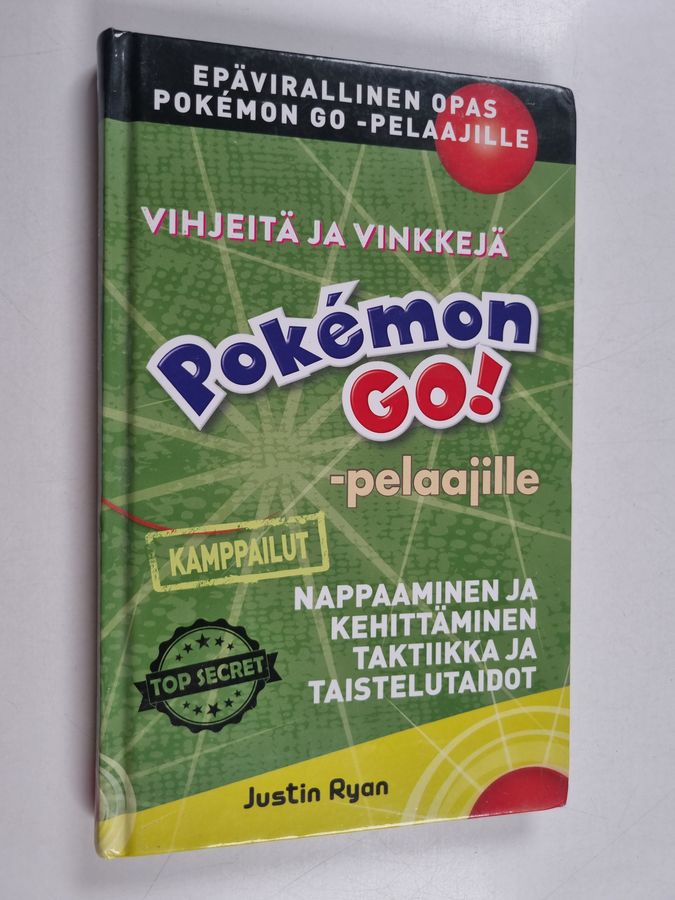 EPÄVIRALLINEN OPAS
POKÉMON GO -PELAAJILLE
VIHJEITÄ JA VINKKEJÄ
Pokémon
GO!
-pelaajille
KAMPPAILUT
NAPPAAMINEN JA
KEHITTÄMINEN
TAKTIIKKA JA
TAISTELUTAIDOT
TOP SECRET
Justin Ryan